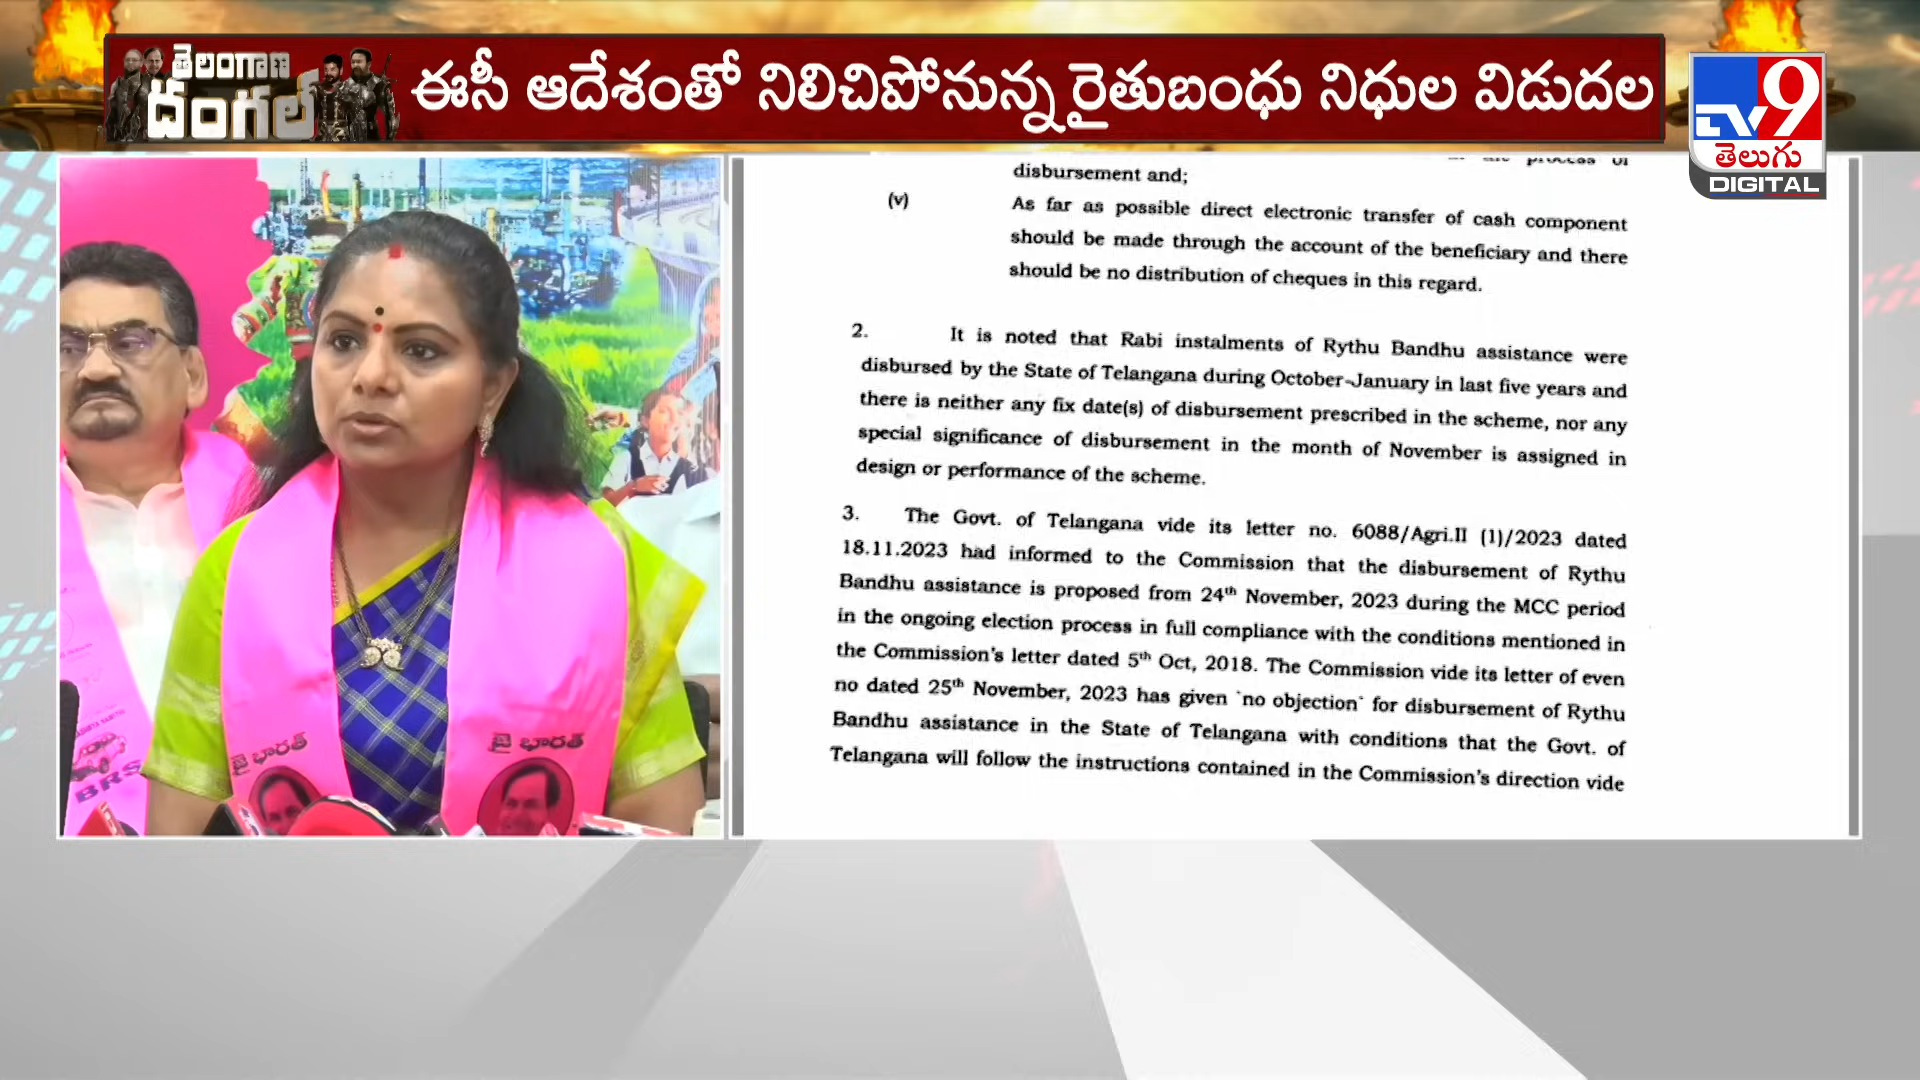 తెలంగాణ
దంగల్
ఈసీ ఆదేశంతో నిలిచిపోనున్న రైతుబంధు నిధుల విడుదల
TV9
తెలుగు
DIGITAL
జై భారత్
జై భారత్
BRS
process of
disbursement and;
(v) As far as possible direct electronic transfer of cash component
should be made through the account of the beneficiary and there
should be no distribution of cheques in this regard.
2. It is noted that Rabi instalments of Rythu Bandhu assistance were
disbursed by the State of Telangana during October-January in last five years and
there is neither any fix date(s) of disbursement prescribed in the scheme, nor any
special significance of disbursement in the month of November is assigned in
design or performance of the scheme.
3. The Govt. of Telangana vide its letter no. 6088/Agri.II (1)/2023 dated
18.11.2023 had informed to the Commission that the disbursement of Rythu
Bandhu assistance is proposed from 24th November, 2023 during the MCC period
in the ongoing election process in full compliance with the conditions mentioned in
the Commission's letter dated 5th Oct, 2018. The Commission vide its letter of even
no dated 25th November, 2023 has given 'no objection' for disbursement of Rythu
Bandhu assistance in the State of Telangana with conditions that the Govt. of
Telangana will follow the instructions contained in the Commission's direction vide